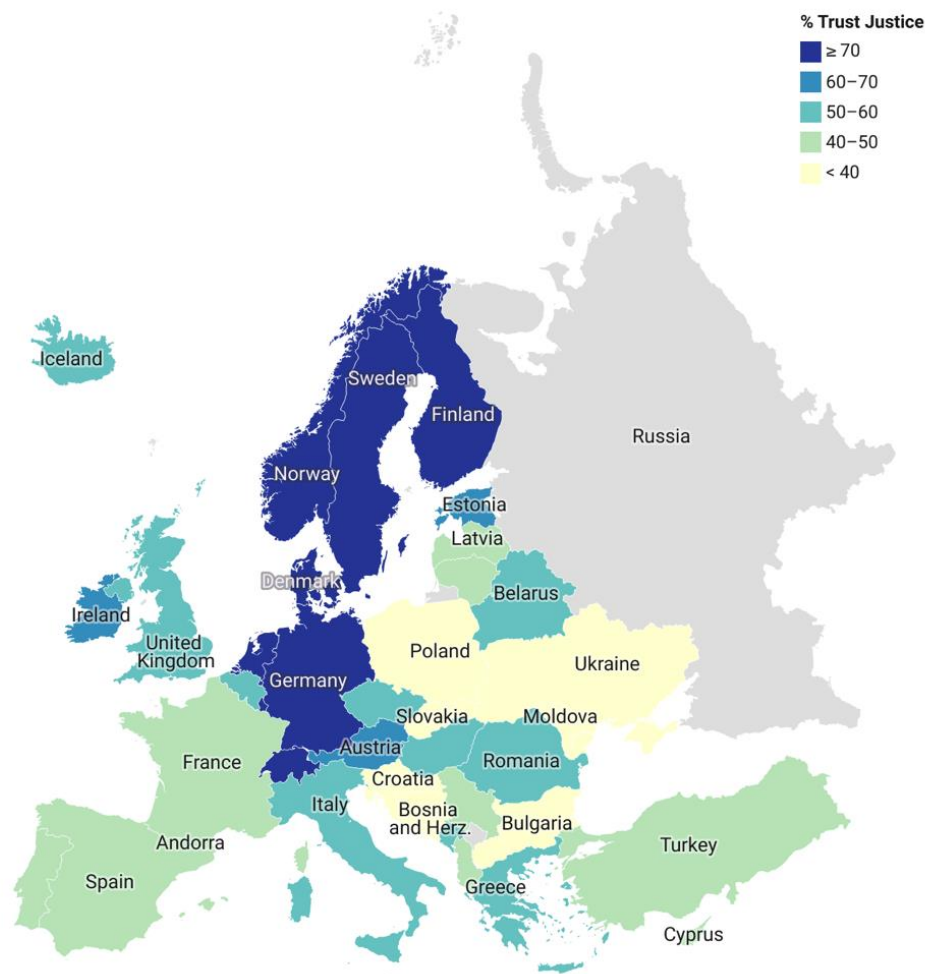 % Trust Justice
≥ 70
60–70
50–60
40–50
< 40
Iceland
Sweden
Finland
Norway
Russia
Estonia
Latvia
Denmark
Belarus
Ireland
United
Kingdom
Poland
Ukraine
Germany
Slovakia
Moldova
Austria
France
Romania
Croatia
Italy
Bosnia
and Herz.
Bulgaria
Andorra
Turkey
Spain
Greece
Cyprus